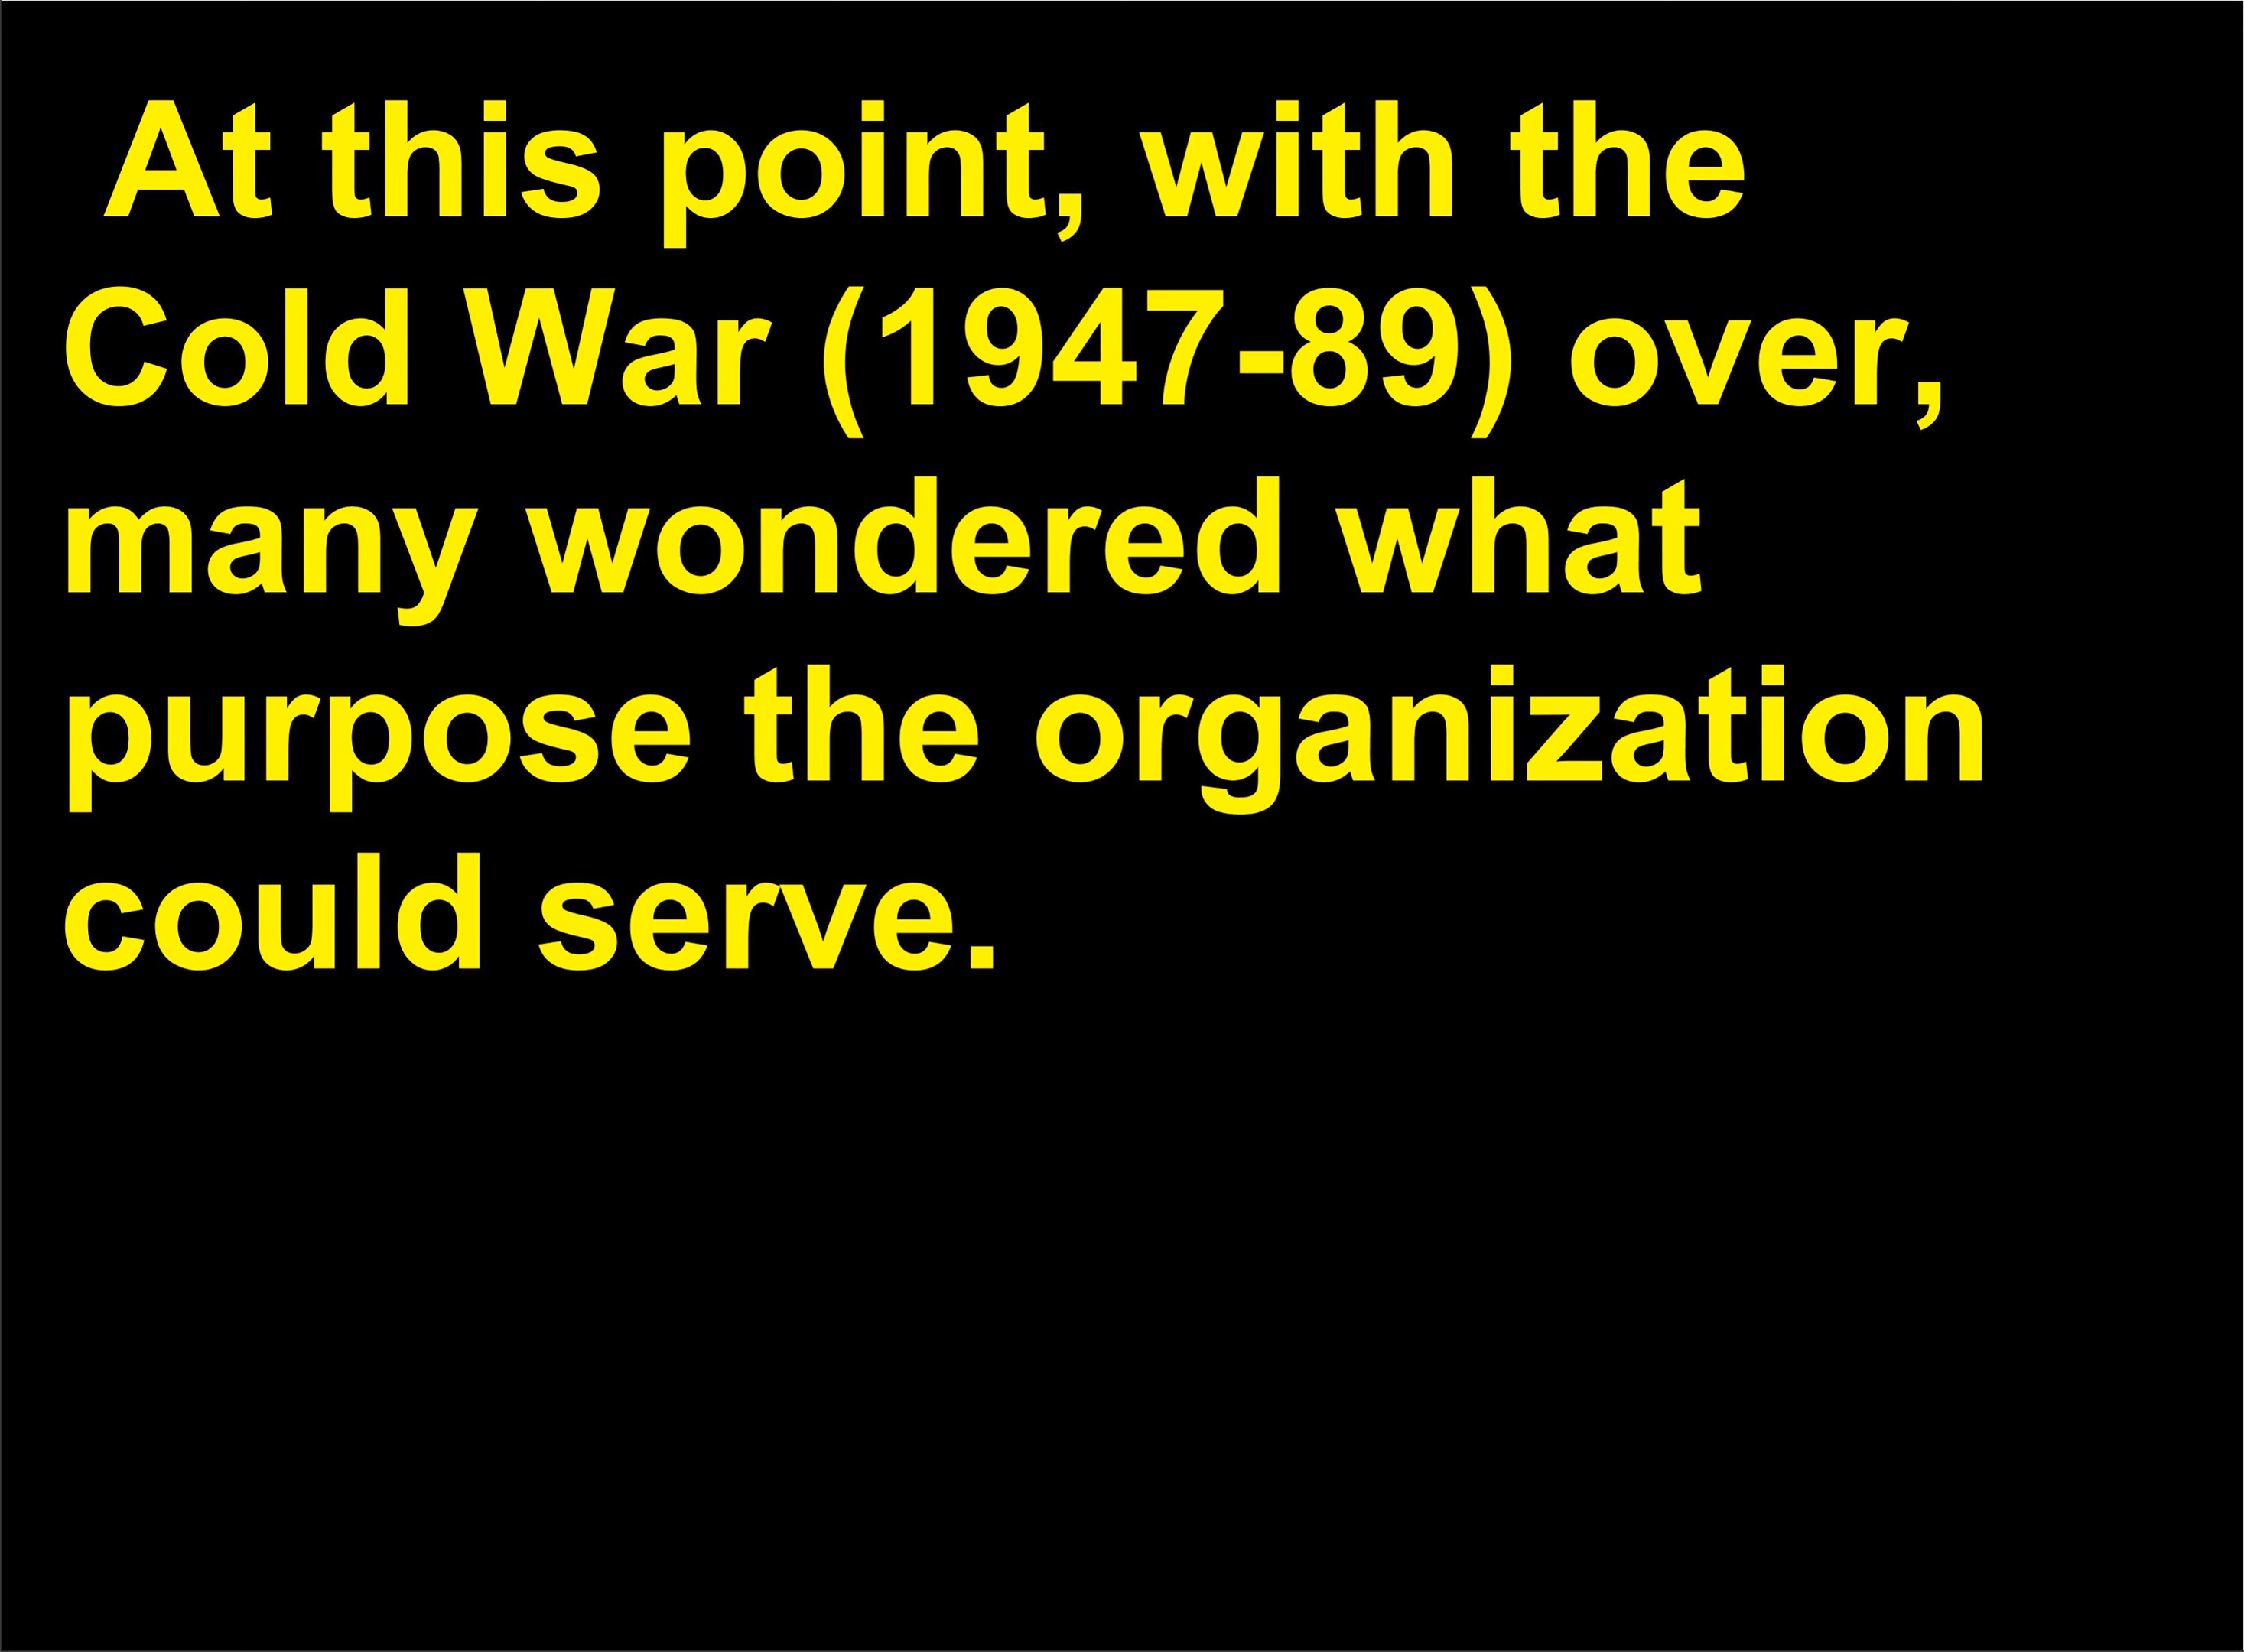 At this point, with the
Cold War (1947-89) over,
many wondered what
purpose the organization
could serve.